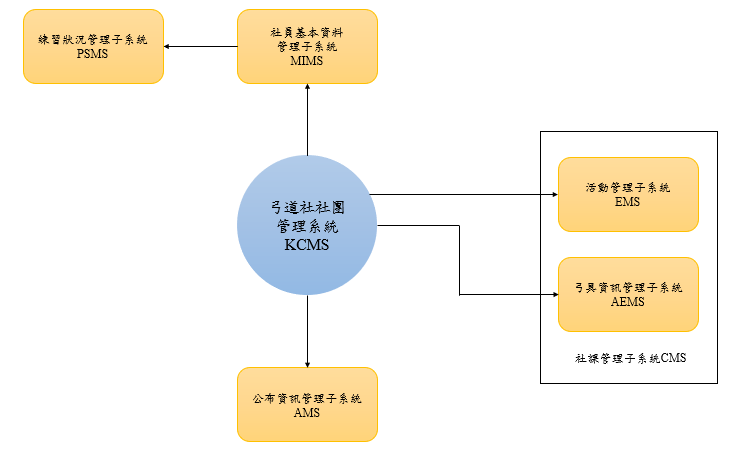 練習狀況管理子系統
PSMS
社員基本資料
管理子系統
MIMS
弓道社社團
管理系統
KCMS
活動管理子系統
EMS
弓具資訊管理子系統
AEMS
社課管理子系統CMS
公布資訊管理子系統
AMS